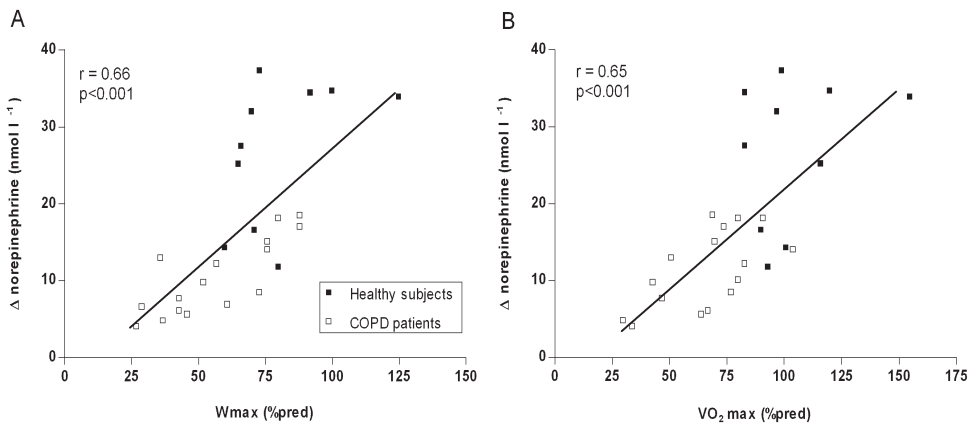 A
B
r = 0.66
p<0.001
r = 0.65
p<0.001
Δ norepinephrine (nmol l ⁻¹)
40
30
20
10
0
0 25 50 75 100 125 150
Wmax (%pred)
Healthy subjects
COPD patients
Δ norepinephrine (nmol l ⁻¹)
40
30
20
10
0
0 25 50 75 100 125 150 175
VO₂ max (%pred)